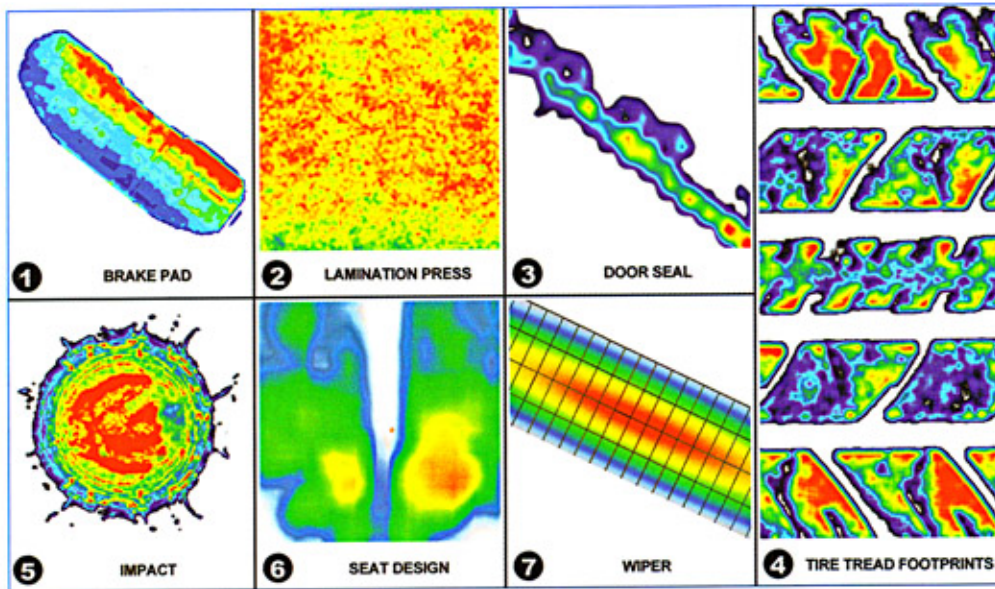 1 BRAKE PAD
2 LAMINATION PRESS
3 DOOR SEAL
4 TIRE TREAD FOOTPRINTS
5 IMPACT
6 SEAT DESIGN
7 WIPER